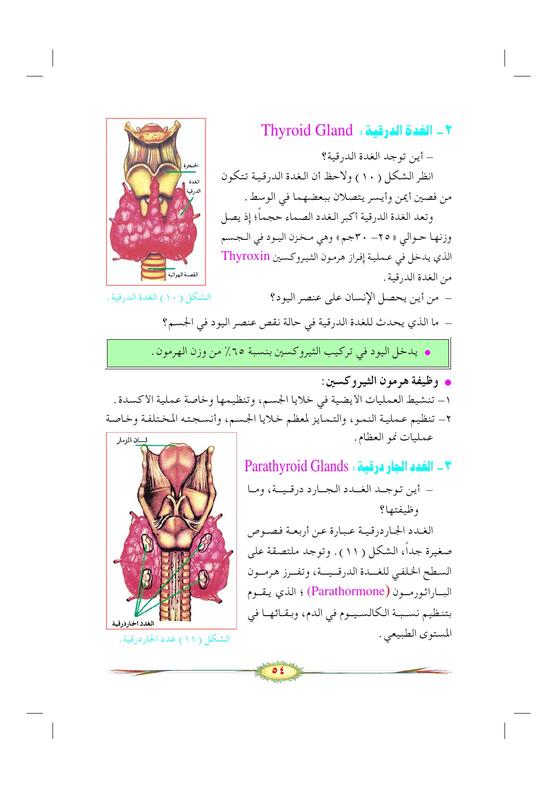 ٢ــ الغدة الدرقية : Thyroid Gland
– أين توجد الغدة الدرقية؟
انظر الشكل ( ١٠ ) ولاحظ أن الغدة الدرقية تتكون
من فصين أيمن وأيسر يتصلان ببعضهما في الوسط.
وتعد الغدة الدرقية أكبر الغدد الصماء حجماً؛ إذ يصل
وزنها حوالي «٢٥– ٣٠جم» وهي مخزن اليود في الجسم
الذي يدخل في عملية إفراز هرمون الثيروكسين Thyroxin
من الغدة الدرقية.
– من أين يحصل الإنسان على عنصر اليود؟
– ما الذي يحدث للغدة الدرقية في حالة نقص عنصر اليود في الجسم؟
الحنجرة
الغدة
الدرقية
القصبة الهوائية
الشكل ( ١٠ ) الغدة الدرقية .
● يدخل اليود في تركيب الثيروكسين بنسبة ٦٥٪ من وزن الهرمون .
● وظيفة هرمون الثيروكسين:
١– تنشيط العمليات الأيضية في خلايا الجسم، وتنظيمها وخاصة عملية الأكسدة .
٢– تنظيم عملية النمو، والتمايز لمعظم خلايا الجسم، وأنسجته المختلفة وخاصة
عمليات نمو العظام.
٣ــ الغدد الجار درقية : Parathyroid Glands
– أين توجد الغدد الجارد درقية، وما
وظيفتها؟
الغدد الجاردرقية عبارة عن أربعة فصوص
صغيرة جداً، الشكل ( ١١ ). وتوجد ملتصقة على
السطح الخلفي للغدة الدرقية، وتفرز هرمون
الباراثورمون (Parathormone) ؛ الذي يقوم
بتنظيم نسبة الكالسيوم في الدم، وبقائها في
المستوى الطبيعي.
لسان المزمار
الغدد الجاردرقية
الشكل ( ١١ ) غدد الجاردرقية.
٥٤